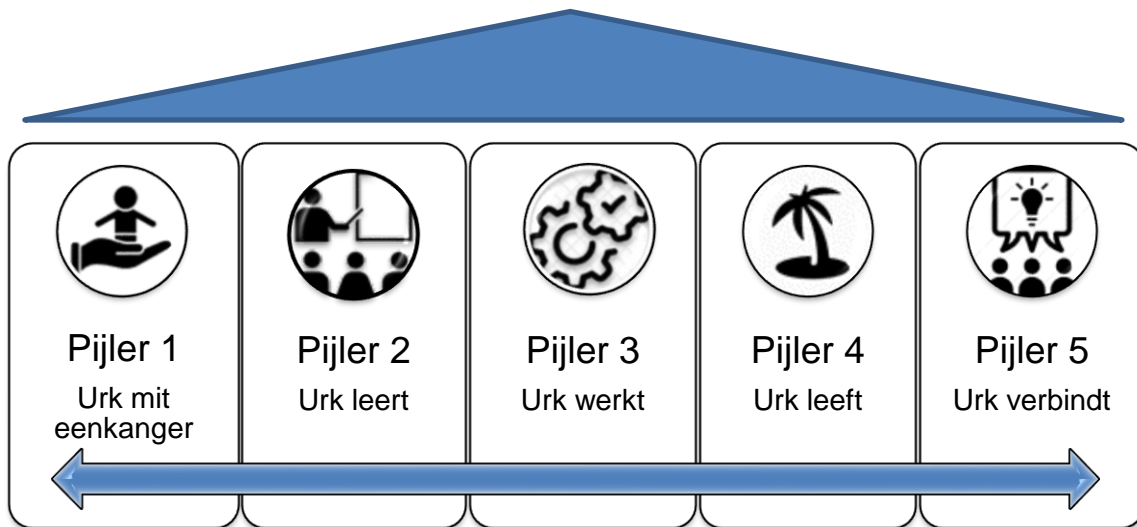 Pijler 1
Urk mit
eenkanger
Pijler 2
Urk leert
Pijler 3
Urk werkt
Pijler 4
Urk leeft
Pijler 5
Urk verbindt